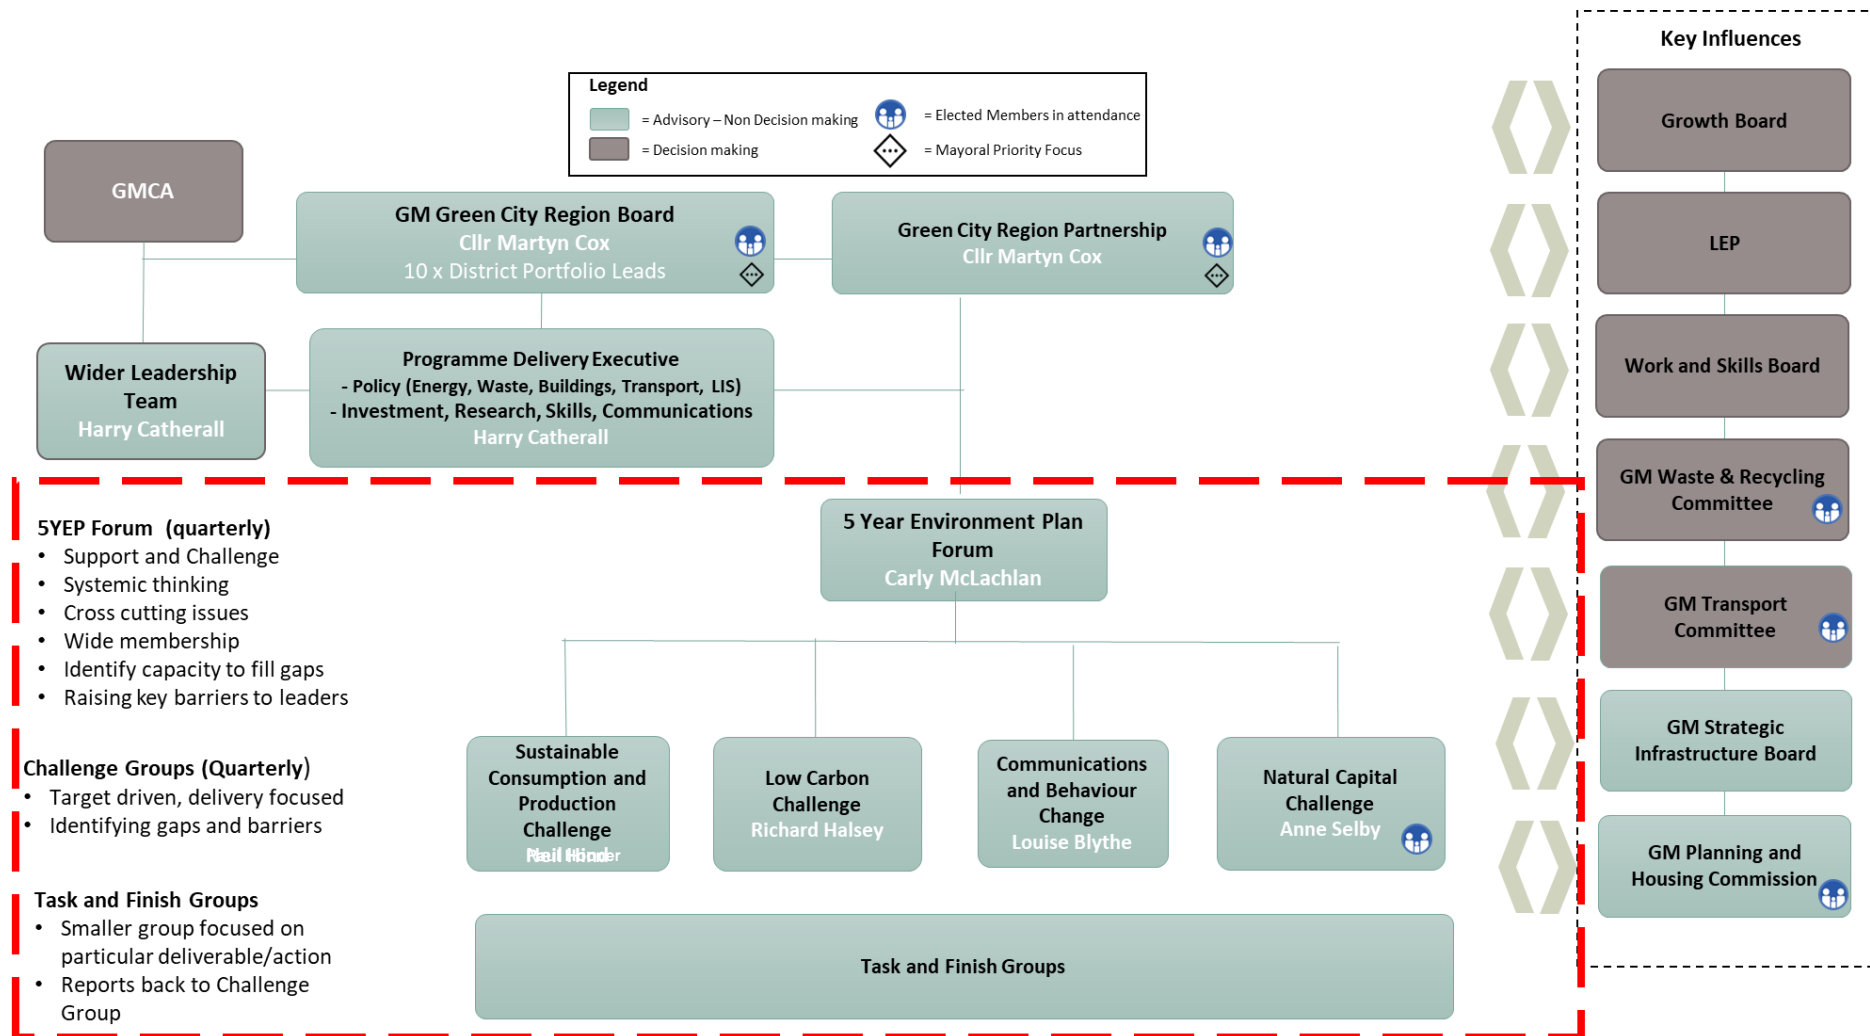 Key Influences
Legend
= Advisory – Non Decision making
= Elected Members in attendance
= Decision making
= Mayoral Priority Focus
GMCA
GM Green City Region Board
Cllr Martyn Cox
10 x District Portfolio Leads
Green City Region Partnership
Cllr Martyn Cox
Wider Leadership
Team
Harry Catherall
Programme Delivery Executive
- Policy (Energy, Waste, Buildings, Transport, LIS)
- Investment, Research, Skills, Communications
Harry Catherall
5YEP Forum (quarterly)
• Support and Challenge
• Systemic thinking
• Cross cutting issues
• Wide membership
• Identify capacity to fill gaps
• Raising key barriers to leaders
Challenge Groups (Quarterly)
• Target driven, delivery focused
• Identifying gaps and barriers
Task and Finish Groups
• Smaller group focused on
particular deliverable/action
• Reports back to Challenge
Group
5 Year Environment Plan
Forum
Carly McLachlan
Sustainable
Consumption and
Production
Challenge
Low Carbon
Challenge
Richard Halsey
Communications
and Behaviour
Change
Louise Blythe
Natural Capital
Challenge
Anne Selby
Task and Finish Groups
Growth Board
LEP
Work and Skills Board
GM Waste & Recycling
Committee
GM Transport
Committee
GM Strategic
Infrastructure Board
GM Planning and
Housing Commission